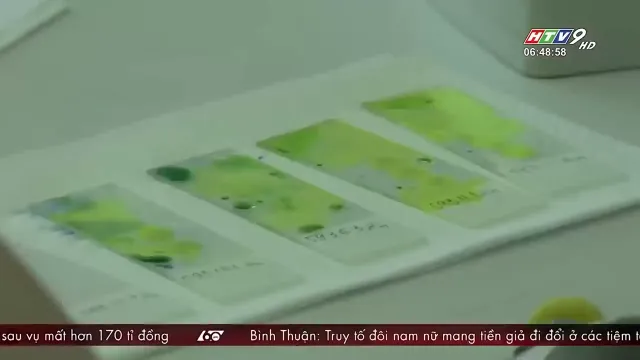 HTV9 HD
06:48:58
sau vụ mất hơn 170 tỉ đồng
60
Bình Thuận: Truy tố đôi nam nữ mang tiền giả đi đổi ở các tiệm t